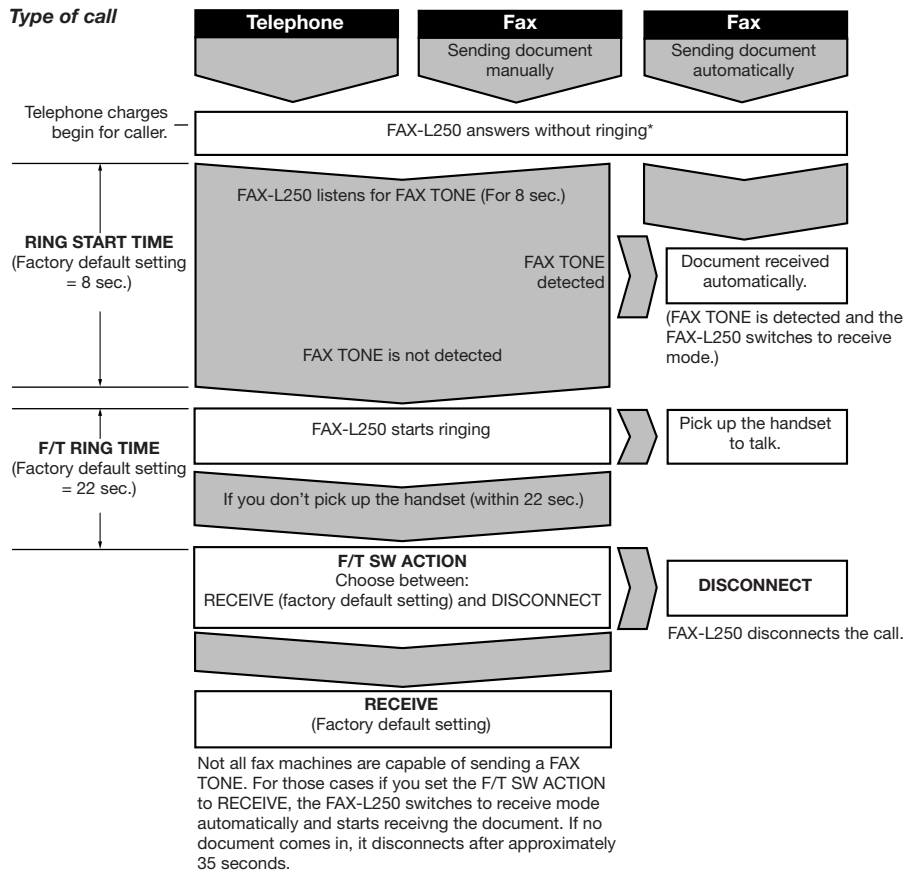 Type of call
Telephone
Fax
Fax
Sending document
manually
Sending document
automatically
Telephone charges
begin for caller.
FAX-L250 answers without ringing*
FAX-L250 listens for FAX TONE (For 8 sec.)
RING START TIME
(Factory default setting
= 8 sec.)
FAX TONE
detected
Document received
automatically.
(FAX TONE is detected and the
FAX-L250 switches to receive
mode.)
FAX TONE is not detected
F/T RING TIME
(Factory default setting
= 22 sec.)
FAX-L250 starts ringing
Pick up the handset
to talk.
If you don’t pick up the handset (within 22 sec.)
F/T SW ACTION
Choose between:
RECEIVE (factory default setting) and DISCONNECT
DISCONNECT
FAX-L250 disconnects the call.
RECEIVE
(Factory default setting)
Not all fax machines are capable of sending a FAX
TONE. For those cases if you set the F/T SW ACTION
to RECEIVE, the FAX-L250 switches to receive mode
automatically and starts receivng the document. If no
document comes in, it disconnects after approximately
35 seconds.